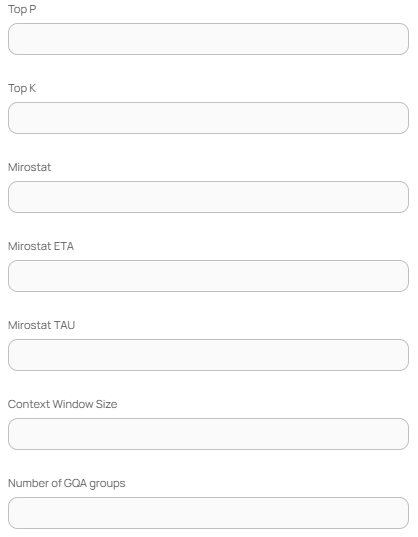 Top P
Top K
Mirostat
Mirostat ETA
Mirostat TAU
Context Window Size
Number of GQA groups